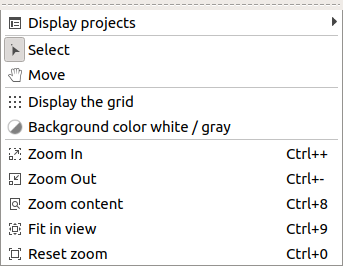 Display projects
Select
Move
Display the grid
Background color white / gray
Zoom In Ctrl++
Zoom Out Ctrl+-
Zoom content Ctrl+8
Fit in view Ctrl+9
Reset zoom Ctrl+0